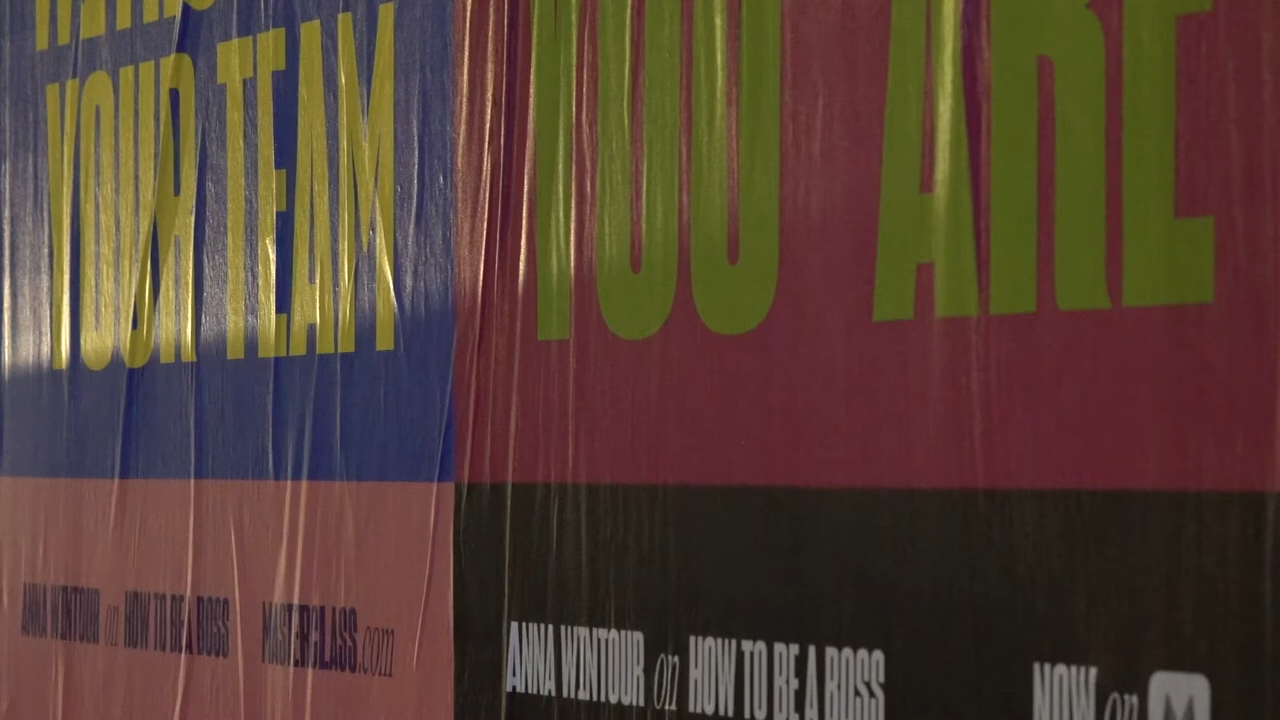 YOUR TEAM
ANNA WINTOUR on HOW TO BE A BOSS MASTERCLASS.com
YOU ARE
ANNA WINTOUR on HOW TO BE A BOSS NOW on